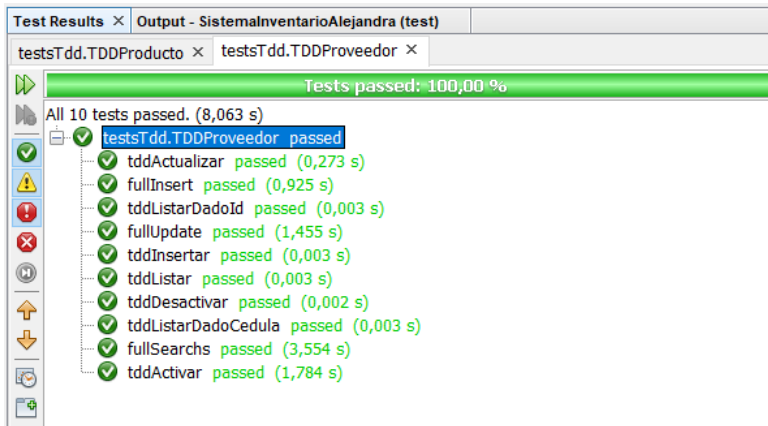 Test Results × Output - SistemaInventarioAlejandra (test)
testsTdd.TDDProducto × testsTdd.TDDProveedor ×
Tests passed: 100,00 %
All 10 tests passed. (8,063 s)
testsTdd.TDDProveedor passed
tddActualizar passed (0,273 s)
fullInsert passed (0,925 s)
tddListarDadoId passed (0,003 s)
fullUpdate passed (1,455 s)
tddInsertar passed (0,003 s)
tddListar passed (0,003 s)
tddDesactivar passed (0,002 s)
tddListarDadoCedula passed (0,003 s)
fullSearchs passed (3,554 s)
tddActivar passed (1,784 s)